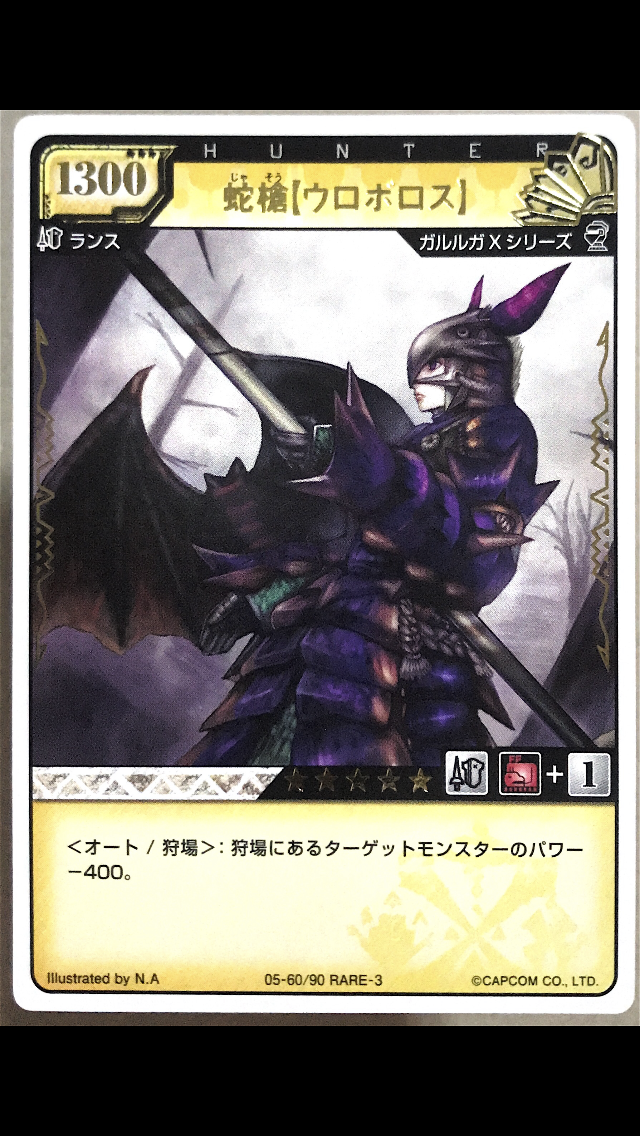 HUNTER
1300
じゃ そう
蛇槍【ウロボロス】
ランス
ガルルガXシリーズ
FP
+ 1
<オート / 狩場>: 狩場にあるターゲットモンスターのパワー
−400。
Illustrated by N.A
05-60/90 RARE-3
©CAPCOM CO., LTD.